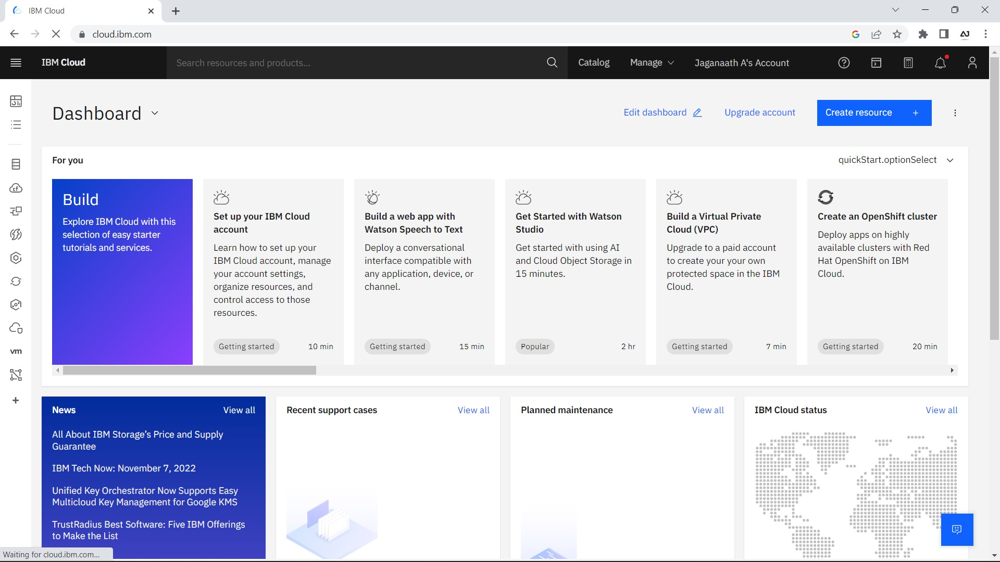 IBM Cloud
cloud.ibm.com
IBM Cloud
Search resources and products...
Catalog
Manage
Jaganaath A's Account
Dashboard
Edit dashboard
Upgrade account
Create resource +
For you
quickStart.optionSelect
Build
Explore IBM Cloud with this
selection of easy starter
tutorials and services.
Set up your IBM Cloud
account
Learn how to set up your
IBM Cloud account, manage
your account settings,
organize resources, and
control access to those
resources.
Getting started
10 min
Build a web app with
Watson Speech to Text
Deploy a conversational
interface compatible with
any application, device, or
channel.
Getting started
15 min
Get Started with Watson
Studio
Get started with using AI
and Cloud Object Storage in
15 minutes.
Popular
2 hr
Build a Virtual Private
Cloud (VPC)
Upgrade to a paid account
to create your your own
protected space in the IBM
Cloud.
Getting started
7 min
Create an OpenShift cluster
Deploy apps on highly
available clusters with Red
Hat OpenShift on IBM
Cloud.
Getting started
20 min
cf
vm
News
View all
All About IBM Storage's Price and Supply
Guarantee
IBM Tech Now: November 7, 2022
Unified Key Orchestrator Now Supports Easy
Multicloud Key Management for Google KMS
TrustRadius Best Software: Five IBM Offerings
to Make the List
Recent support cases
View all
Planned maintenance
View all
IBM Cloud status
View all
Waiting for cloud.ibm.com...